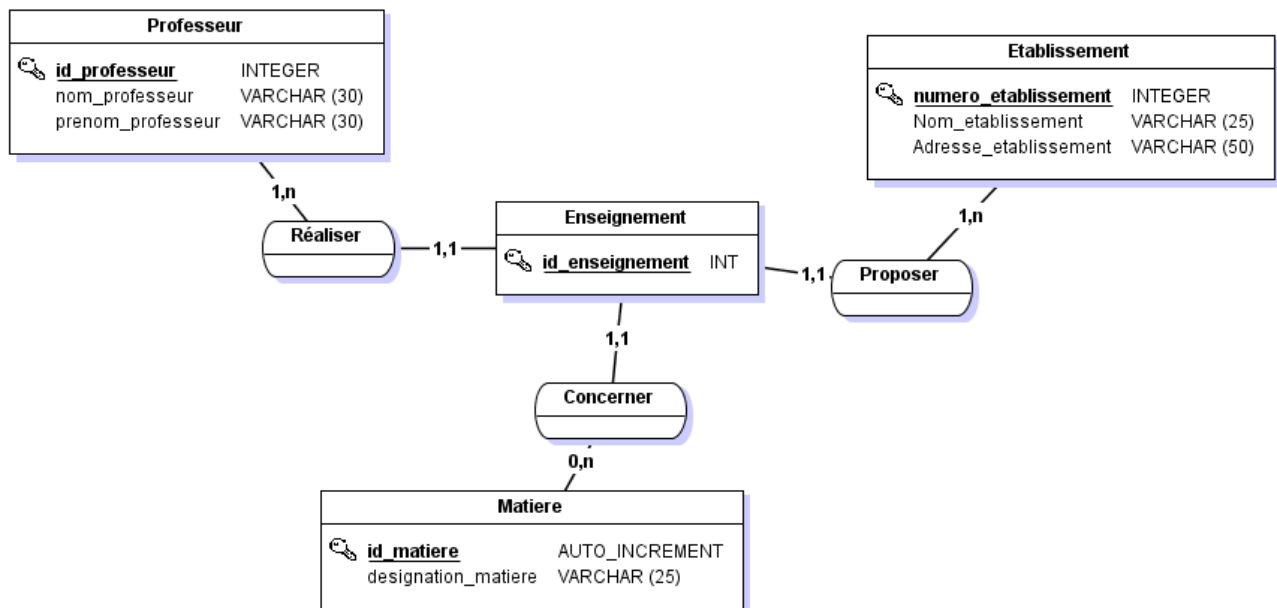 Professeur
id_professeur INTEGER
nom_professeur VARCHAR (30)
prenom_professeur VARCHAR (30)
Etablissement
numero_etablissement INTEGER
Nom_etablissement VARCHAR (25)
Adresse_etablissement VARCHAR (50)
1,n
1,n
Réaliser
1,1
Enseignement
id_enseignement INT
1,1
Proposer
1,1
Concerner
0,n
Matiere
id_matiere AUTO_INCREMENT
designation_matiere VARCHAR (25)